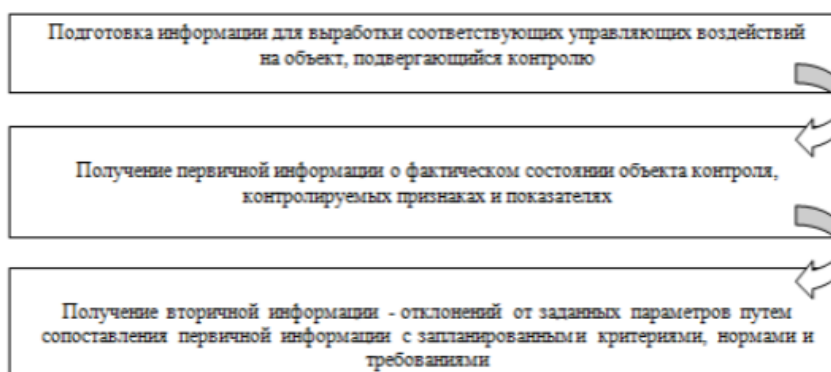 Подготовка информации для выработки соответствующих управляющих воздействий
на объект, подвергающийся контролю
Получение первичной информации о фактическом состоянии объекта контроля,
контролируемых признаках и показателях
Получение вторичной информации - отклонений от заданных параметров путем
сопоставления первичной информации с запланированными критериями, нормами и
требованиями